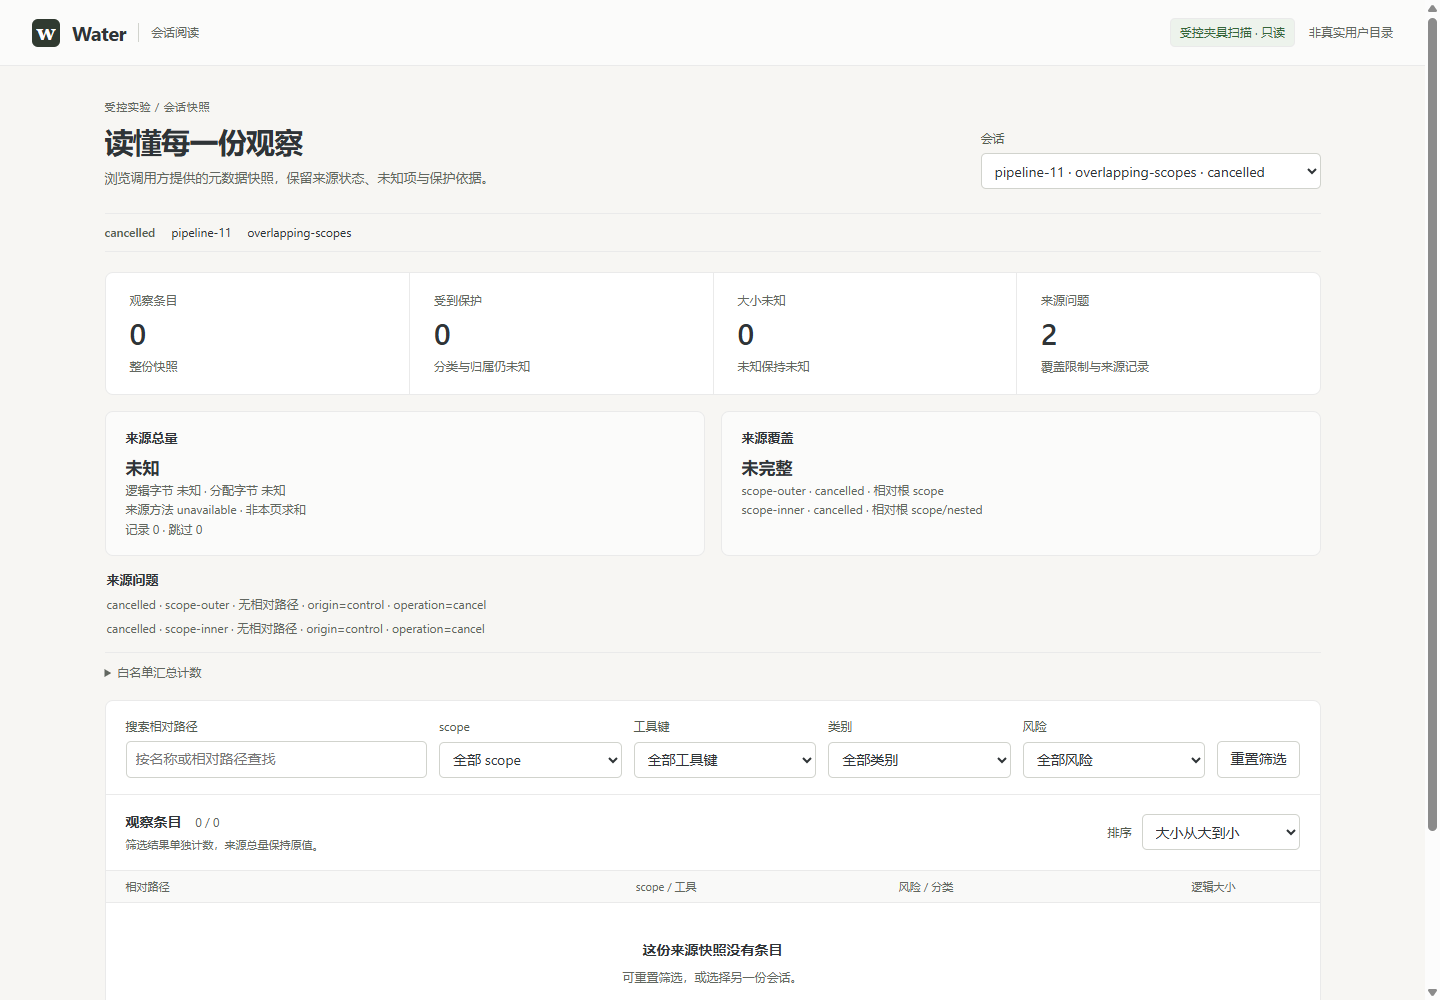 W Water 会话阅读 受控夹具扫描 · 只读 非真实用户目录
受控实验 / 会话快照
读懂每一份观察
浏览调用方提供的元数据快照，保留来源状态、未知项与保护依据。
会话
pipeline-11 · overlapping-scopes · cancelled
cancelled pipeline-11 overlapping-scopes
观察条目
0
整份快照
受到保护
0
分类与归属仍未知
大小未知
0
未知保持未知
来源问题
2
覆盖限制与来源记录
来源总量
未知
逻辑字节 未知 · 分配字节 未知
来源方法 unavailable · 非本页求和
记录 0 · 跳过 0
来源覆盖
未完整
scope-outer · cancelled · 相对根 scope
scope-inner · cancelled · 相对根 scope/nested
来源问题
cancelled · scope-outer · 无相对路径 · origin=control · operation=cancel
cancelled · scope-inner · 无相对路径 · origin=control · operation=cancel
白名单汇总计数
搜索相对路径 scope 工具键 类别 风险
按名称或相对路径查找 全部 scope 全部工具键 全部类别 全部风险 重置筛选
观察条目 0 / 0
筛选结果单独计数，来源总量保持原值。
排序 大小从大到小
相对路径 scope / 工具 风险 / 分类 逻辑大小
这份来源快照没有条目
可重置筛选，或选择另一份会话。